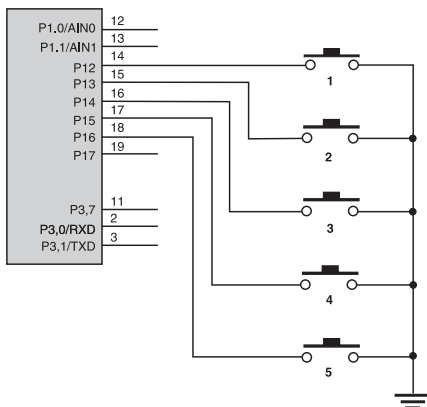 P1.0/AIN0 12
P1.1/AIN1 13
P12 14
P13 15
P14 16
P15 17
P16 18
P17 19
P3,7 11
P3,0/RXD 2
P3,1/TXD 3
1
2
3
4
5